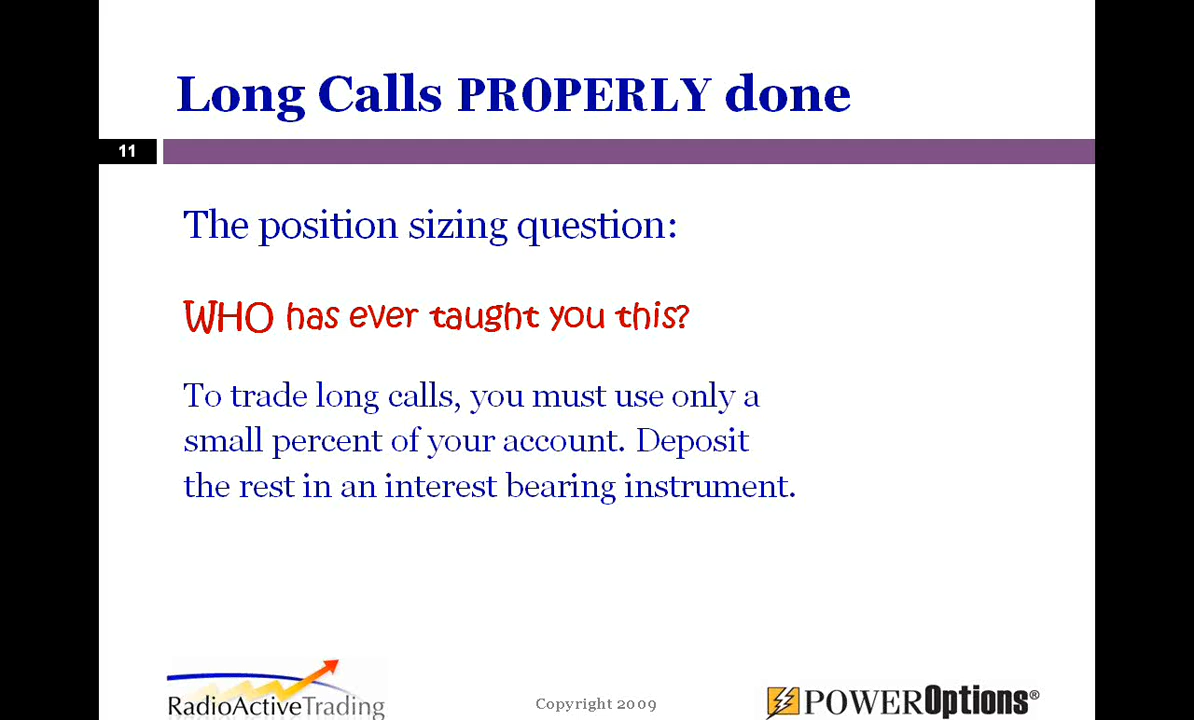 Long Calls PROPERLY done
11
The position sizing question:
WHO has ever taught you this?
To trade long calls, you must use only a
small percent of your account. Deposit
the rest in an interest bearing instrument.
RadioActiveTrading
Copyright 2009
POWEROptions®